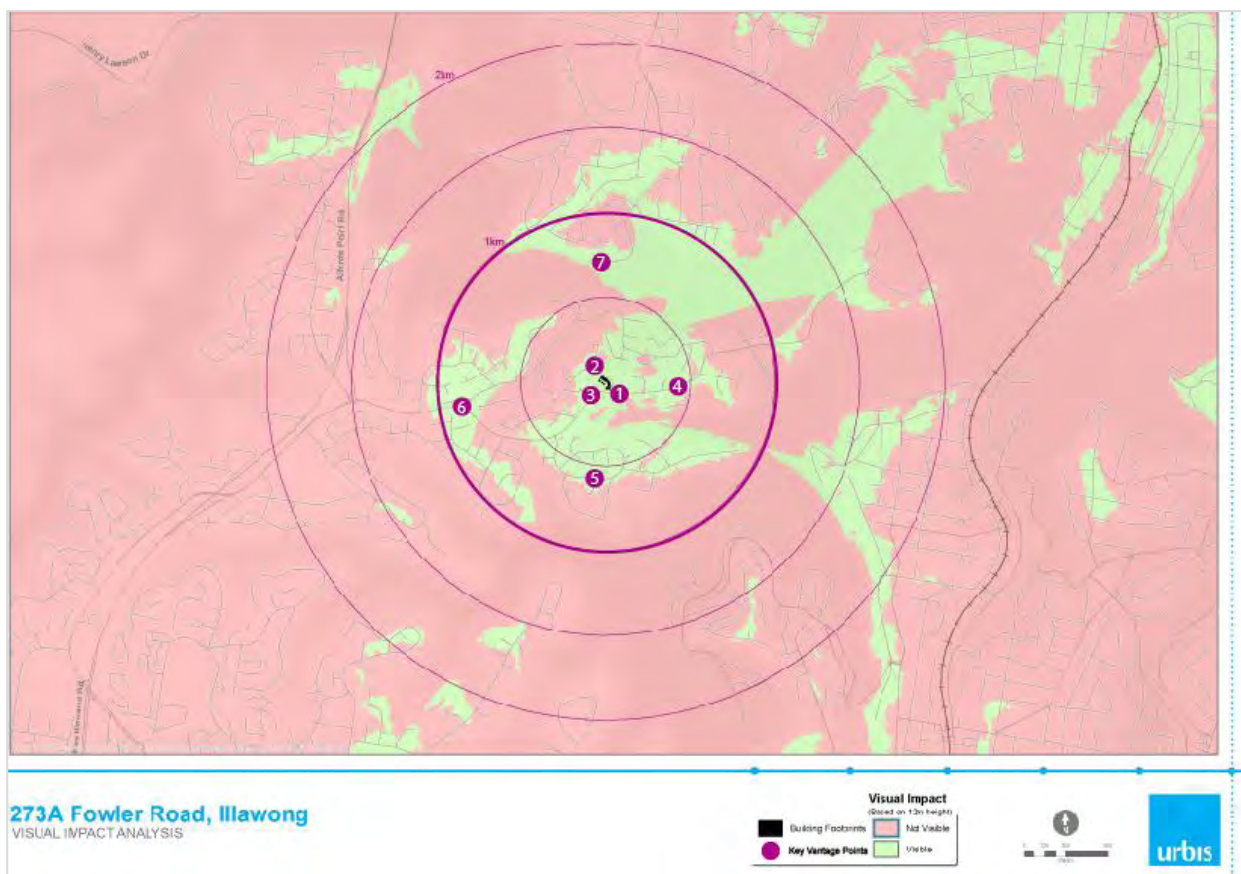 2km
Alfords Point Rd
1km
7
2
3
1
4
6
5
273A Fowler Road, Illawong
VISUAL IMPACT ANALYSIS
Visual Impact
Building Footprints
Not Visible
Key Vantage Points
Visible
N
urbis